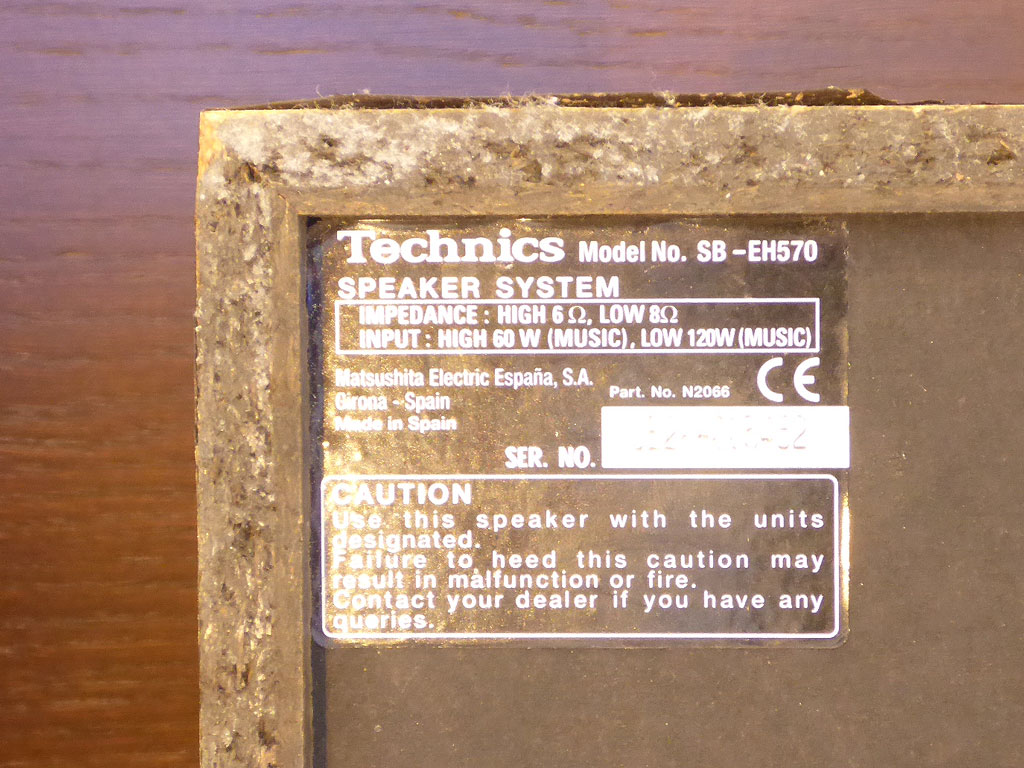 Technics Model No. SB-EH570
SPEAKER SYSTEM
IMPEDANCE : HIGH 6 Ω, LOW 8Ω
INPUT : HIGH 60 W (MUSIC), LOW 120W (MUSIC)
Matsushita Electric España, S.A.
Girona - Spain
Made in Spain
Part. No. N2066
CE
SER. NO.
CAUTION
Use this speaker with the units
designated.
Failure to heed this caution may
result in malfunction or fire.
Contact your dealer if you have any
queries.